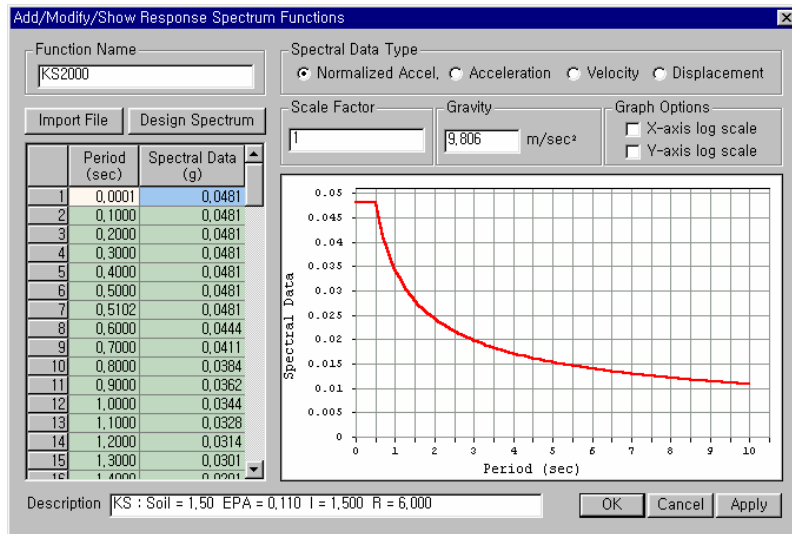 Add/Modify/Show Response Spectrum Functions
Function Name
KS2000
Spectral Data Type
Normalized Accel. Acceleration Velocity Displacement
Import File Design Spectrum
Scale Factor
1
Gravity
9,806 m/sec²
Graph Options
X-axis log scale
Y-axis log scale
Period (sec) Spectral Data (g)
1 0,0001 0,0481
2 0,1000 0,0481
3 0,2000 0,0481
4 0,3000 0,0481
5 0,4000 0,0481
6 0,5000 0,0481
7 0,5102 0,0481
8 0,6000 0,0444
9 0,7000 0,0411
10 0,8000 0,0384
11 0,9000 0,0362
12 1,0000 0,0344
13 1,1000 0,0328
14 1,2000 0,0314
15 1,3000 0,0301
Spectral Data
0.05
0.045
0.04
0.035
0.03
0.025
0.02
0.015
0.01
0.005
0
0 1 2 3 4 5 6 7 8 9 10
Period (sec)
Description KS : Soil = 1,50 EPA = 0,110 I = 1,500 R = 6,000
OK Cancel Apply